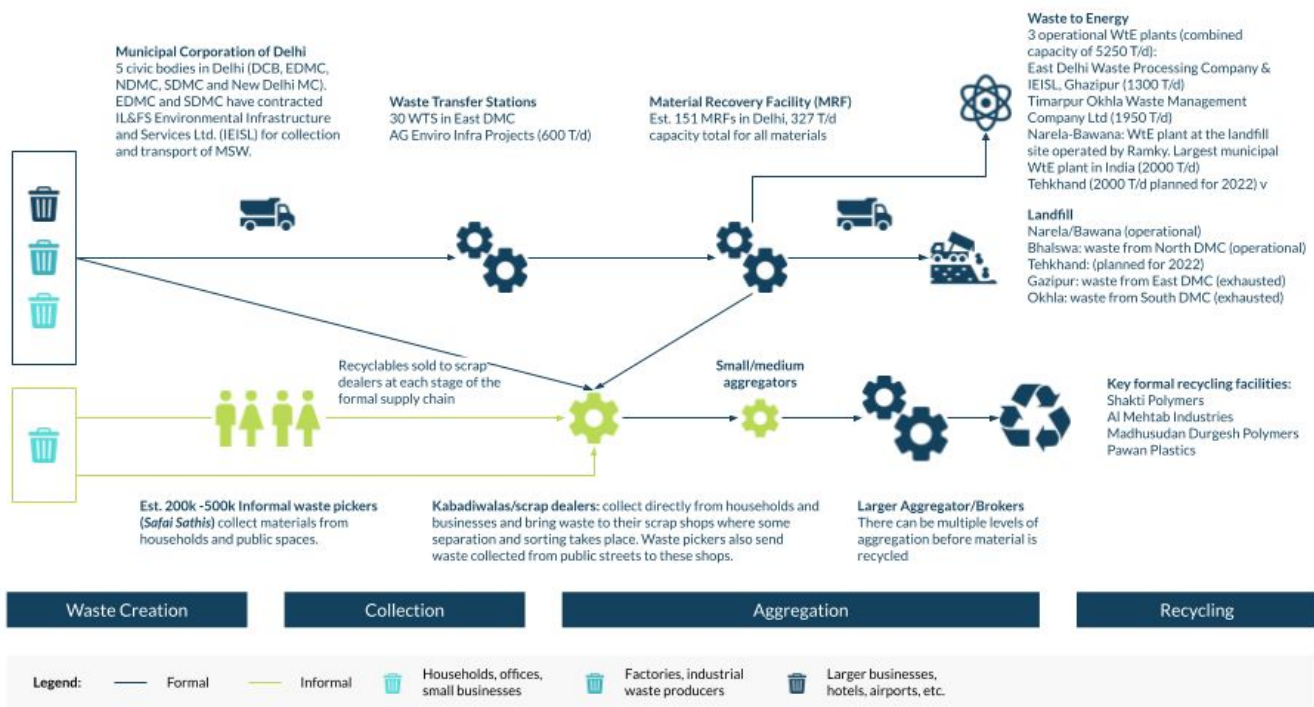 Municipal Corporation of Delhi
5 civic bodies in Delhi (DCB, EDMC,
NDMC, SDMC and New Delhi MC).
EDMC and SDMC have contracted
IL&FS Environmental Infrastructure
and Services Ltd. (IEISL) for collection
and transport of MSW.
Waste Transfer Stations
30 WTS in East DMC
AG Enviro Infra Projects (600 T/d)
Material Recovery Facility (MRF)
Est. 151 MRFs in Delhi, 327 T/d
capacity total for all materials
Waste to Energy
3 operational WtE plants (combined
capacity of 5250 T/d):
East Delhi Waste Processing Company &
IEISL, Ghazipur (1300 T/d)
Timarpur Okhla Waste Management
Company Ltd (1950 T/d)
Narela-Bawana: WtE plant at the landfill
site operated by Ramky. Largest municipal
WtE plant in India (2000 T/d)
Tehkhand (2000 T/d planned for 2022) v
Landfill
Narela/Bawana (operational)
Bhalswa: waste from North DMC (operational)
Tehkhand: (planned for 2022)
Gazipur: waste from East DMC (exhausted)
Okhla: waste from South DMC (exhausted)
Recyclables sold to scrap
dealers at each stage of the
formal supply chain
Small/medium
aggregators
Key formal recycling facilities:
Shakti Polymers
Al Mehtab Industries
Madhusudan Durgesh Polymers
Pawan Plastics
Est. 200k -500k Informal waste pickers
(Safai Sathis) collect materials from
households and public spaces.
Kabadiwalas/scrap dealers: collect directly from households and
businesses and bring waste to their scrap shops where some
separation and sorting takes place. Waste pickers also send
waste collected from public streets to these shops.
Larger Aggregator/Brokers
There can be multiple levels of
aggregation before material is
recycled
Waste Creation
Collection
Aggregation
Recycling
Legend:
Formal
Informal
Households, offices,
small businesses
Factories, industrial
waste producers
Larger businesses,
hotels, airports, etc.